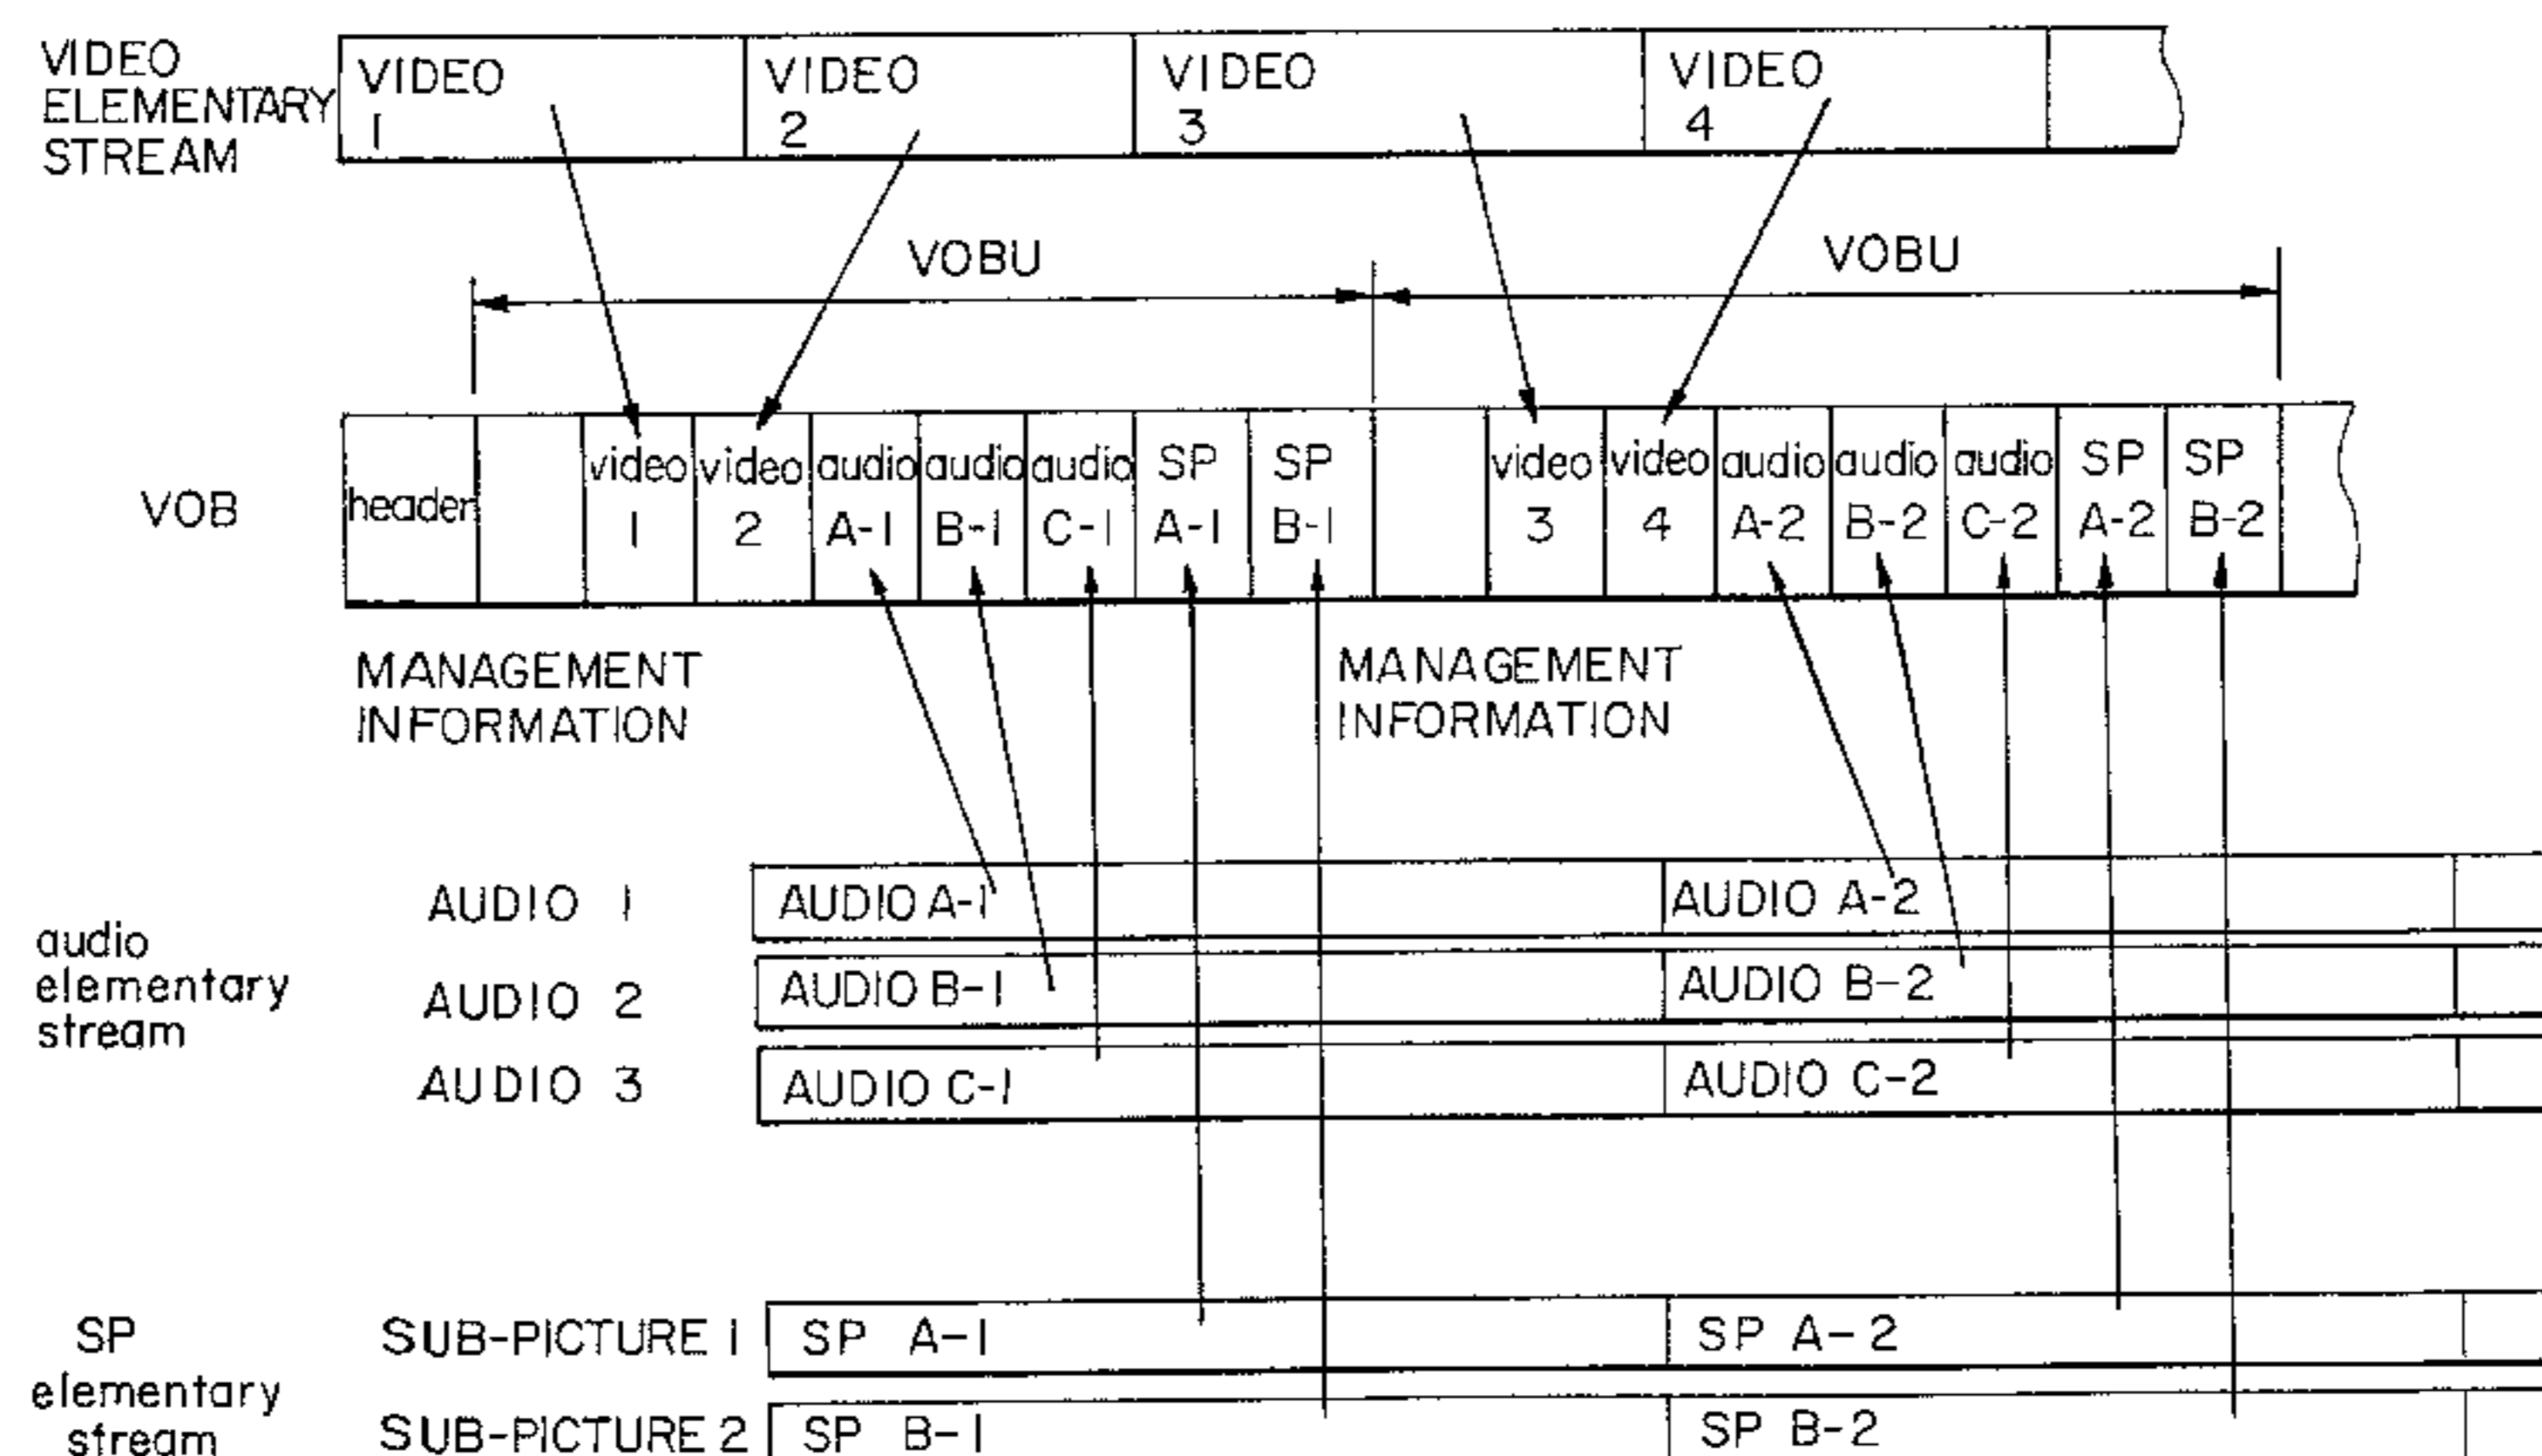 VIDEO
ELEMENTARY
STREAM
VIDEO
1
VIDEO
2
VIDEO
3
VIDEO
4
VOBU
VOBU
VOB
header
video
1
video
2
audio
A-1
audio
B-1
audio
C-1
SP
A-1
SP
B-1
video
3
video
4
audio
A-2
audio
B-2
audio
C-2
SP
A-2
SP
B-2
MANAGEMENT
INFORMATION
MANAGEMENT
INFORMATION
audio
elementary
stream
AUDIO 1
AUDIO A-1
AUDIO A-2
AUDIO 2
AUDIO B-1
AUDIO B-2
AUDIO 3
AUDIO C-1
AUDIO C-2
SP
elementary
stream
SUB-PICTURE 1
SP A-1
SP A-2
SUB-PICTURE 2
SP B-1
SP B-2